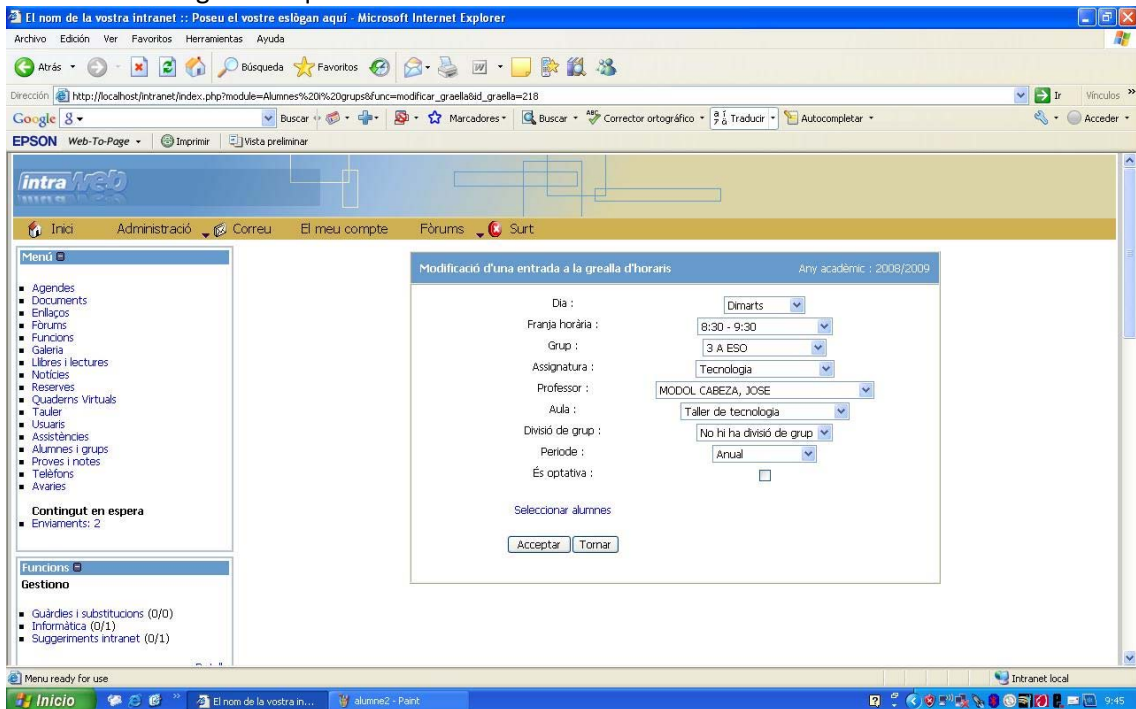 El nom de la vostra intranet :: Poseu el vostre eslògan aquí - Microsoft Internet Explorer
Archivo Edición Ver Favoritos Herramientas Ayuda
Atrás Búsqueda Favoritos
Dirección http://localhost/intranet/index.php?module=Alumnes%20i%20grups&func=modificar_graella&id_graella=218 Ir Vínculos »
Google Buscar Marcadores Buscar Corrector ortográfico Traducir Autocompletar Acceder
EPSON Web-To-Page Imprimir Vista preliminar
intraWeb
Inici Administració Correu El meu compte Fòrums Surt
Menú
Agendes
Documents
Enllaços
Fòrums
Funcions
Galeria
Llibres i lectures
Notícies
Reserves
Quaderns Virtuals
Tauler
Usuaris
Assistències
Alumnes i grups
Proves i notes
Telèfons
Avaries
Contingut en espera
Enviaments: 2
Funcions
Gestiono
Guàrdies i substitucions (0/0)
Informàtica (0/1)
Suggeriments intranet (0/1)
Modificació d'una entrada a la grealla d'horaris Any acadèmic : 2008/2009
Dia : Dimarts
Franja horària : 8:30 - 9:30
Grup : 3 A ESO
Assignatura : Tecnologia
Professor : MODOL CABEZA, JOSE
Aula : Taller de tecnologia
Divisió de grup : No hi ha divisió de grup
Periode : Anual
És optativa :
Seleccionar alumnes
Acceptar Tornar
Menu ready for use Intranet local
Inicio El nom de la vostra in... alumne2 - Paint 9:45